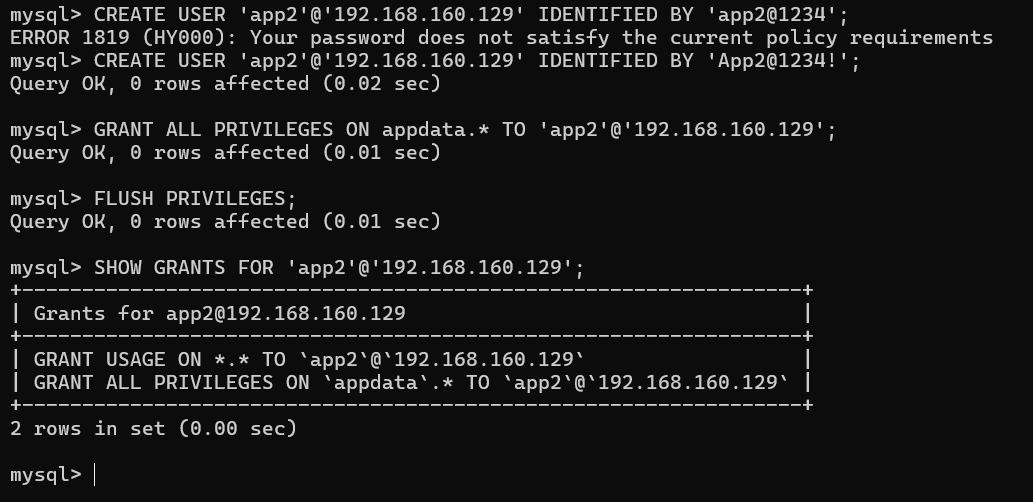 mysql> CREATE USER 'app2'@'192.168.160.129' IDENTIFIED BY 'app2@1234';
ERROR 1819 (HY000): Your password does not satisfy the current policy requirements
mysql> CREATE USER 'app2'@'192.168.160.129' IDENTIFIED BY 'App2@1234!';
Query OK, 0 rows affected (0.02 sec)

mysql> GRANT ALL PRIVILEGES ON appdata.* TO 'app2'@'192.168.160.129';
Query OK, 0 rows affected (0.01 sec)

mysql> FLUSH PRIVILEGES;
Query OK, 0 rows affected (0.01 sec)

mysql> SHOW GRANTS FOR 'app2'@'192.168.160.129';
+-----------------------------------------------------------------+
| Grants for app2@192.168.160.129                                 |
+-----------------------------------------------------------------+
| GRANT USAGE ON *.* TO `app2`@`192.168.160.129`                  |
| GRANT ALL PRIVILEGES ON `appdata`.* TO `app2`@`192.168.160.129` |
+-----------------------------------------------------------------+
2 rows in set (0.00 sec)

mysql>